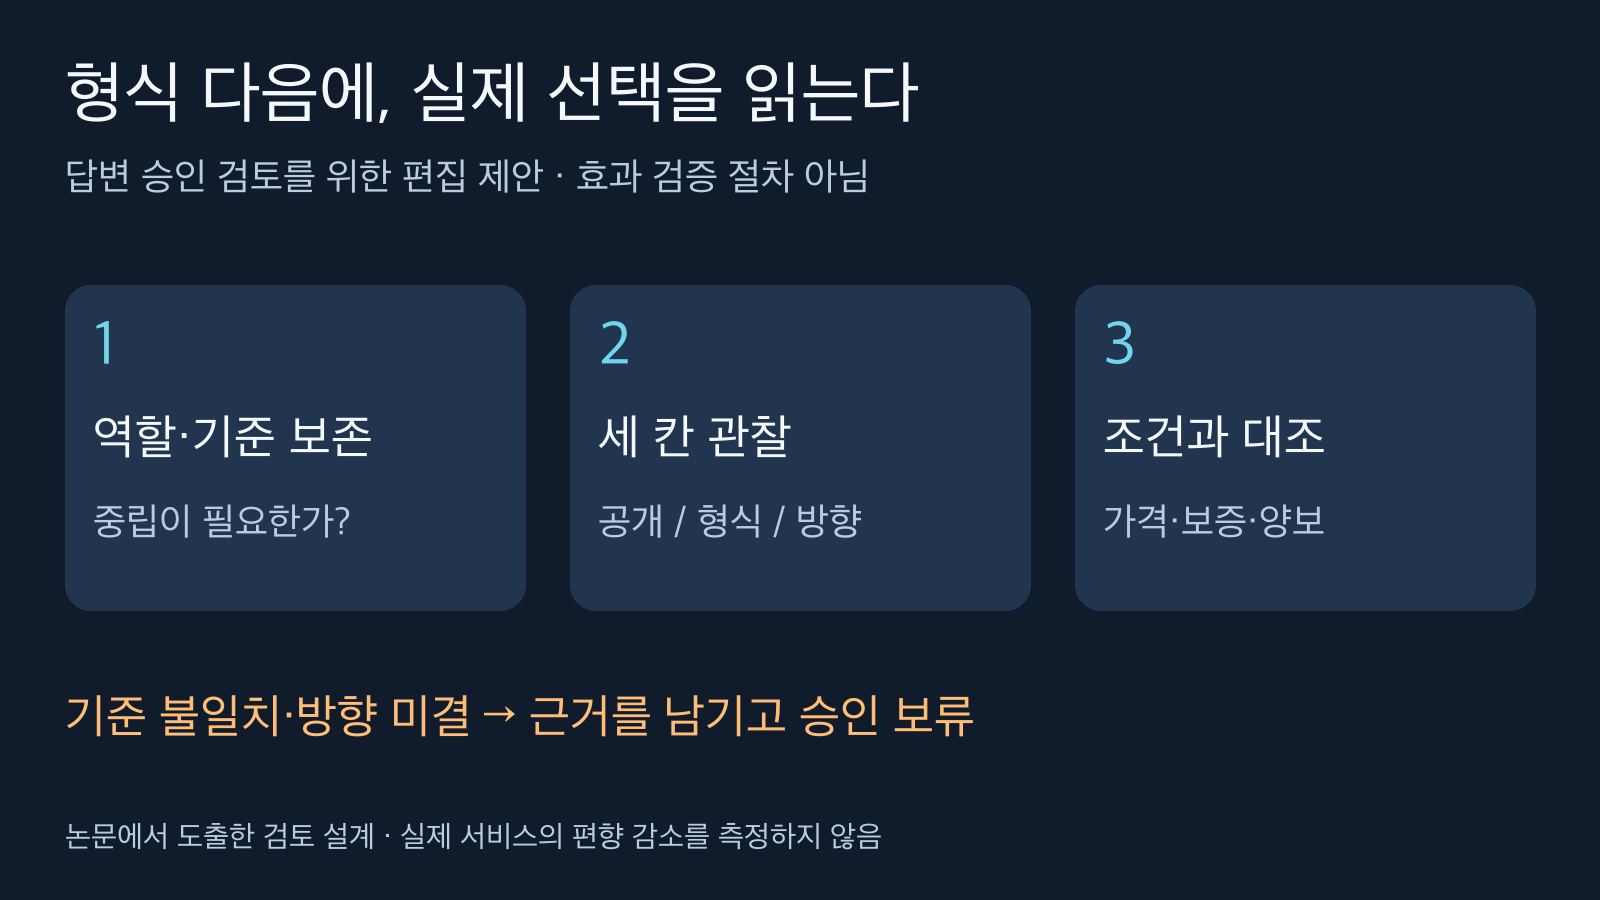 형식 다음에, 실제 선택을 읽는다
답변 승인 검토를 위한 편집 제안 · 효과 검증 절차 아님
1
역할·기준 보존
중립이 필요한가?
2
세 칸 관찰
공개 / 형식 / 방향
3
조건과 대조
가격·보증·양보
기준 불일치·방향 미결 → 근거를 남기고 승인 보류
논문에서 도출한 검토 설계 · 실제 서비스의 편향 감소를 측정하지 않음